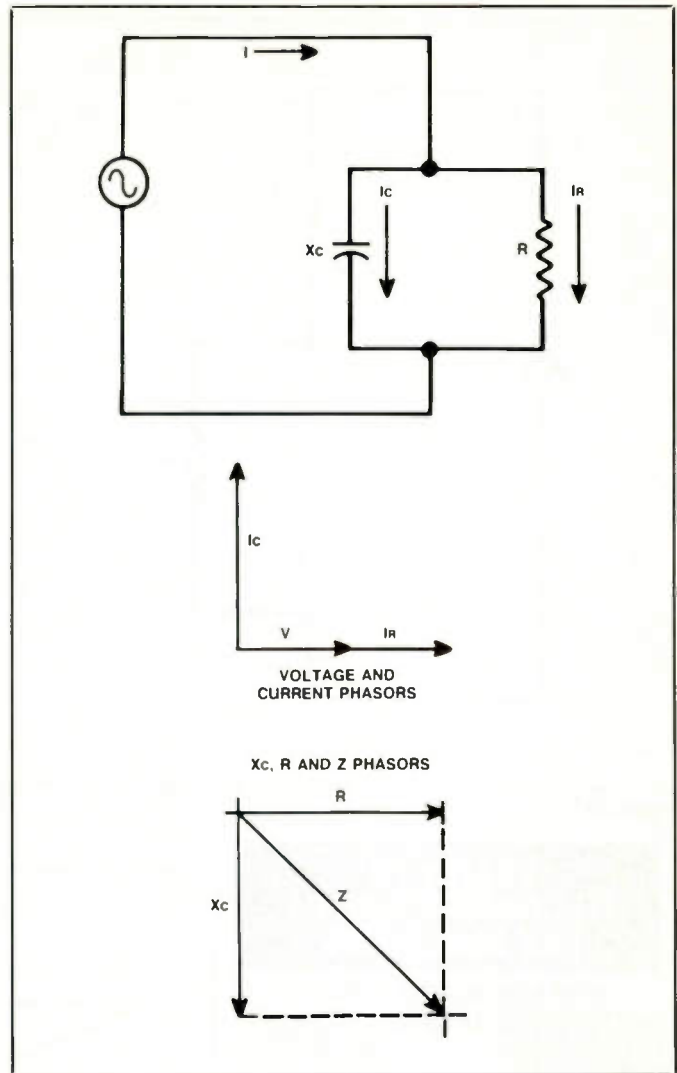 I
IC
IR
XC
R
IC
V IR
VOLTAGE AND
CURRENT PHASORS
XC, R AND Z PHASORS
R
XC
Z